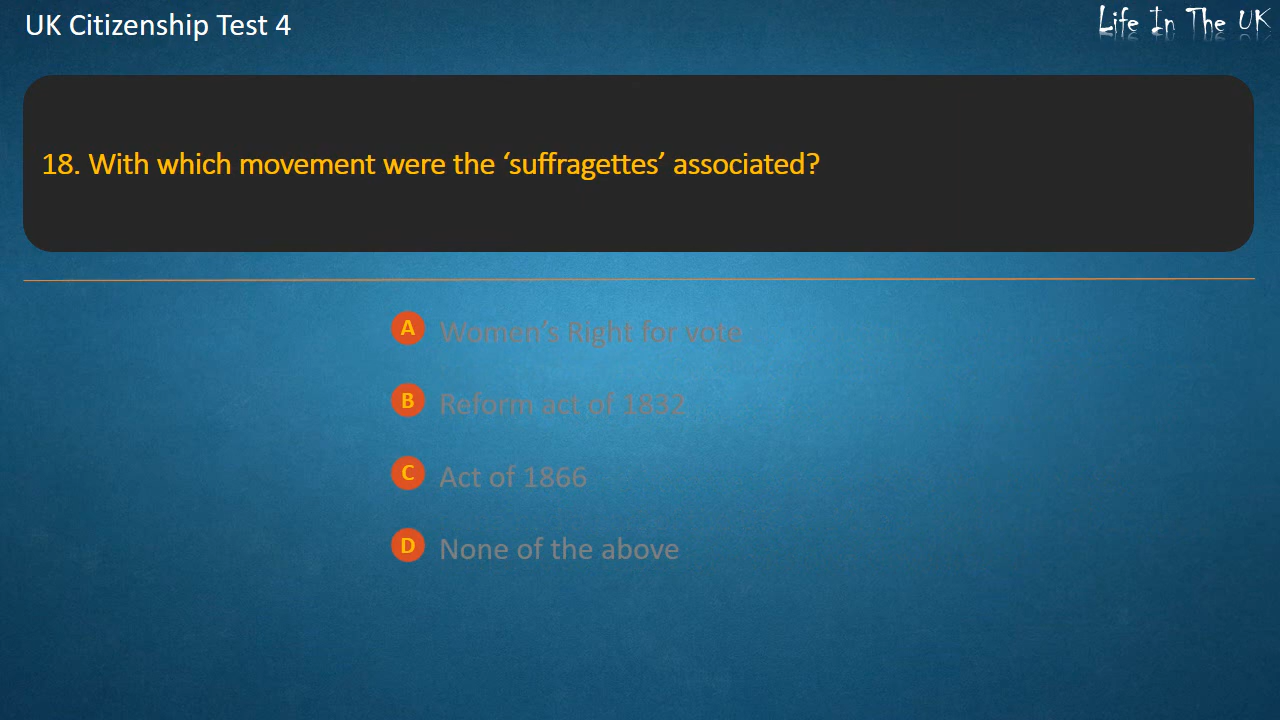 UK Citizenship Test 4
Life In The UK
18. With which movement were the ‘suffragettes’ associated?
A Women’s Right for vote
B Reform act of 1832
C Act of 1866
D None of the above